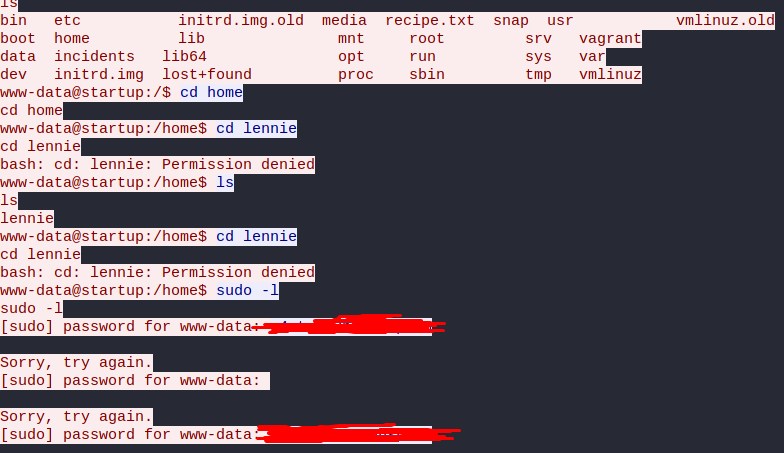 ls
bin etc initrd.img.old media recipe.txt snap usr vmlinuz.old
boot home lib mnt root srv vagrant
data incidents lib64 opt run sys var
dev initrd.img lost+found proc sbin tmp vmlinuz
www-data@startup:/$ cd home
cd home
www-data@startup:/home$ cd lennie
cd lennie
bash: cd: lennie: Permission denied
www-data@startup:/home$ ls
ls
lennie
www-data@startup:/home$ cd lennie
cd lennie
bash: cd: lennie: Permission denied
www-data@startup:/home$ sudo -l
sudo -l
[sudo] password for www-data:
Sorry, try again.
[sudo] password for www-data:
Sorry, try again.
[sudo] password for www-data: